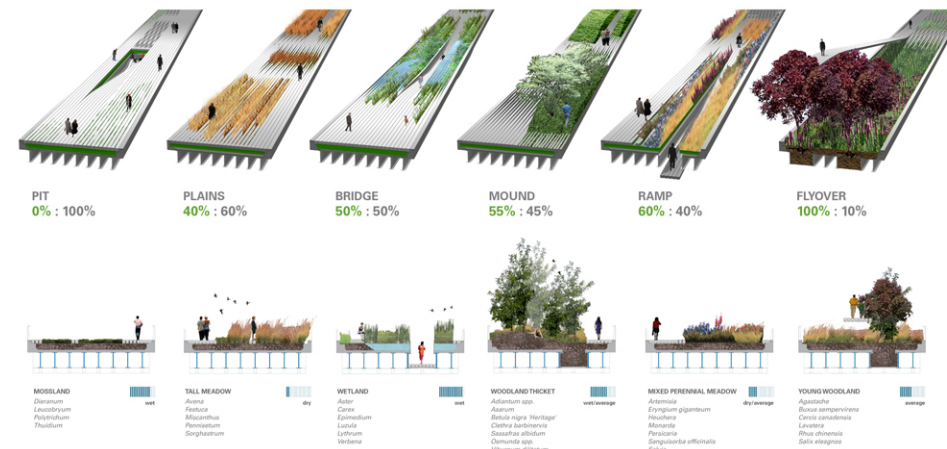 PIT
0% : 100%
PLAINS
40% : 60%
BRIDGE
50% : 50%
MOUND
55% : 45%
RAMP
60% : 40%
FLYOVER
100% : 10%
MOSSLAND
wet
Dieranum
Leucobryum
Polytridium
Thuidium
TALL MEADOW
dry
Avena
Festuca
Miscanthus
Pennisetum
Sorghastrum
WETLAND
wet
Aster
Carex
Epimedium
Luzula
Lythrum
Verbena
WOODLAND THICKET
wet/average
Adiantum spp.
Asarum
Betula nigra 'Heritage'
Clethra barbinervis
Sassafras albidum
Osmunda spp.
MIXED PERENNIAL MEADOW
dry/average
Artemisia
Eryngium giganteum
Heuchera
Monarda
Persicaria
Sanguisorba officinalis
YOUNG WOODLAND
average
Agastache
Buxus sempervirens
Cercis canadensis
Lavatera
Rhus chinensis
Salix eleagnos